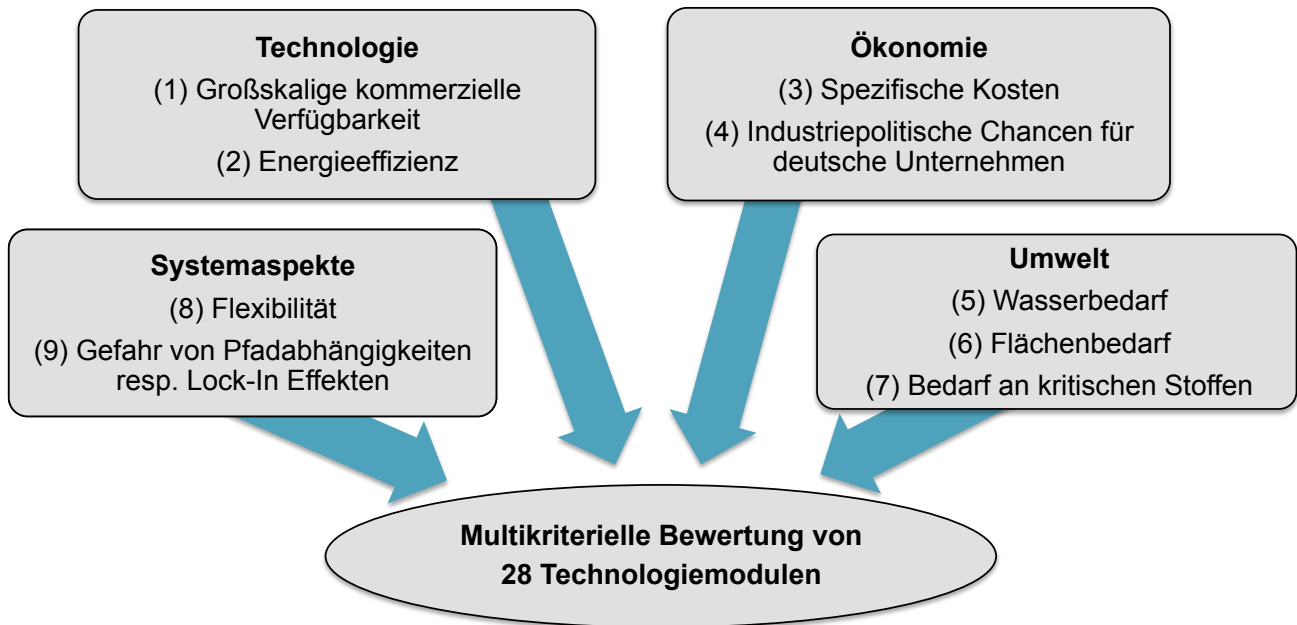 Technologie
(1) Großskalige kommerzielle
Verfügbarkeit
(2) Energieeffizienz
Ökonomie
(3) Spezifische Kosten
(4) Industriepolitische Chancen für
deutsche Unternehmen
Systemaspekte
(8) Flexibilität
(9) Gefahr von Pfadabhängigkeiten
resp. Lock-In Effekten
Umwelt
(5) Wasserbedarf
(6) Flächenbedarf
(7) Bedarf an kritischen Stoffen
Multikriterielle Bewertung von
28 Technologiemodulen